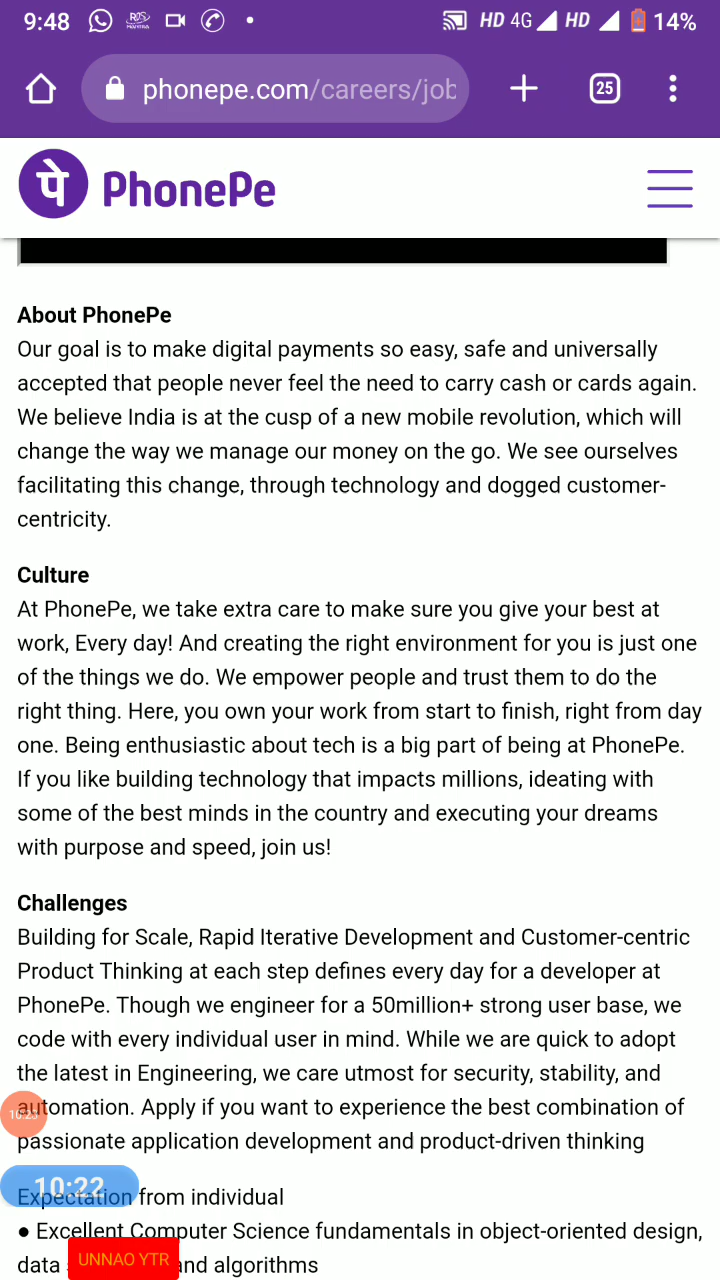 9:48 HD 4G HD 14%
phonepe.com/careers/job 25
पे PhonePe
About PhonePe
Our goal is to make digital payments so easy, safe and universally
accepted that people never feel the need to carry cash or cards again.
We believe India is at the cusp of a new mobile revolution, which will
change the way we manage our money on the go. We see ourselves
facilitating this change, through technology and dogged customer-
centricity.
Culture
At PhonePe, we take extra care to make sure you give your best at
work, Every day! And creating the right environment for you is just one
of the things we do. We empower people and trust them to do the
right thing. Here, you own your work from start to finish, right from day
one. Being enthusiastic about tech is a big part of being at PhonePe.
If you like building technology that impacts millions, ideating with
some of the best minds in the country and executing your dreams
with purpose and speed, join us!
Challenges
Building for Scale, Rapid Iterative Development and Customer-centric
Product Thinking at each step defines every day for a developer at
PhonePe. Though we engineer for a 50million+ strong user base, we
code with every individual user in mind. While we are quick to adopt
the latest in Engineering, we care utmost for security, stability, and
automation. Apply if you want to experience the best combination of
10:23
passionate application development and product-driven thinking
10:22
Expectation from individual
● Excellent Computer Science fundamentals in object-oriented design,
data and algorithms
UNNAO YTR